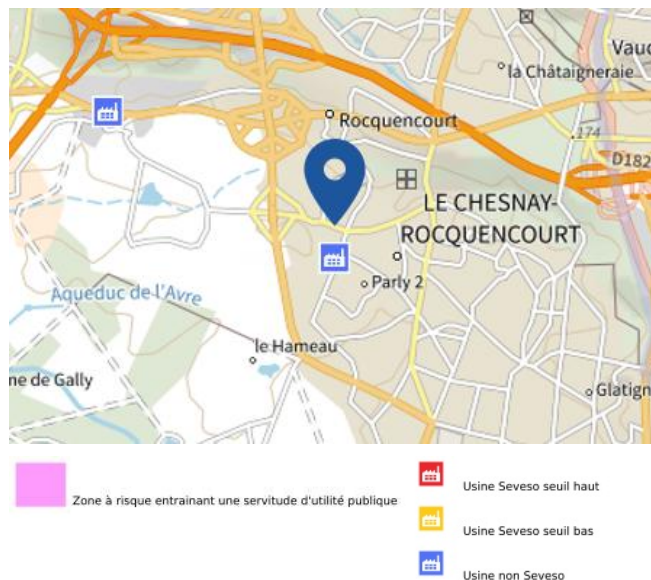 Vauc
la Châtaigneraie
Rocquencourt
174
D182
LE CHESNAY-
ROCQUENCOURT
Parly 2
Aqueduc de l'Avre
le Hameau
ne de Gally
Glatign
Zone à risque entrainant une servitude d'utilité publique
Usine Seveso seuil haut
Usine Seveso seuil bas
Usine non Seveso